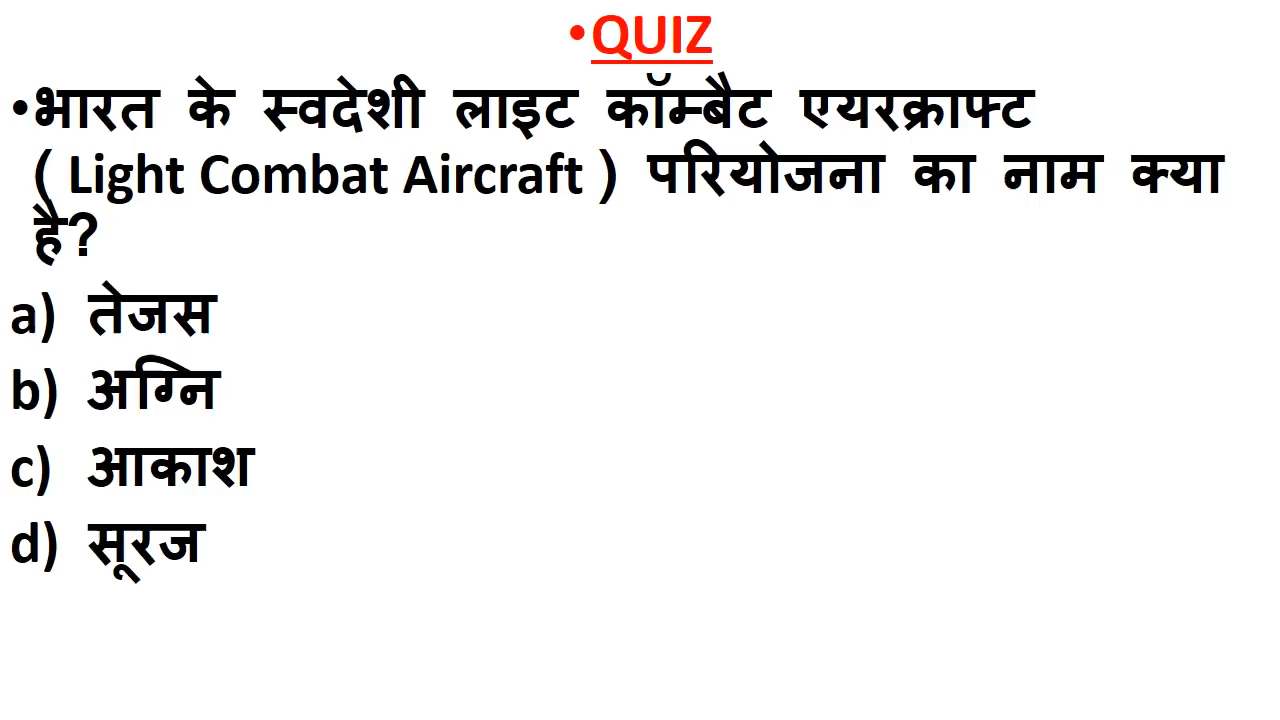 •QUIZ
•भारत के स्वदेशी लाइट कॉम्बैट एयरक्राफ्ट
( Light Combat Aircraft ) परियोजना का नाम क्या
है?
a) तेजस
b) अग्नि
c) आकाश
d) सूरज